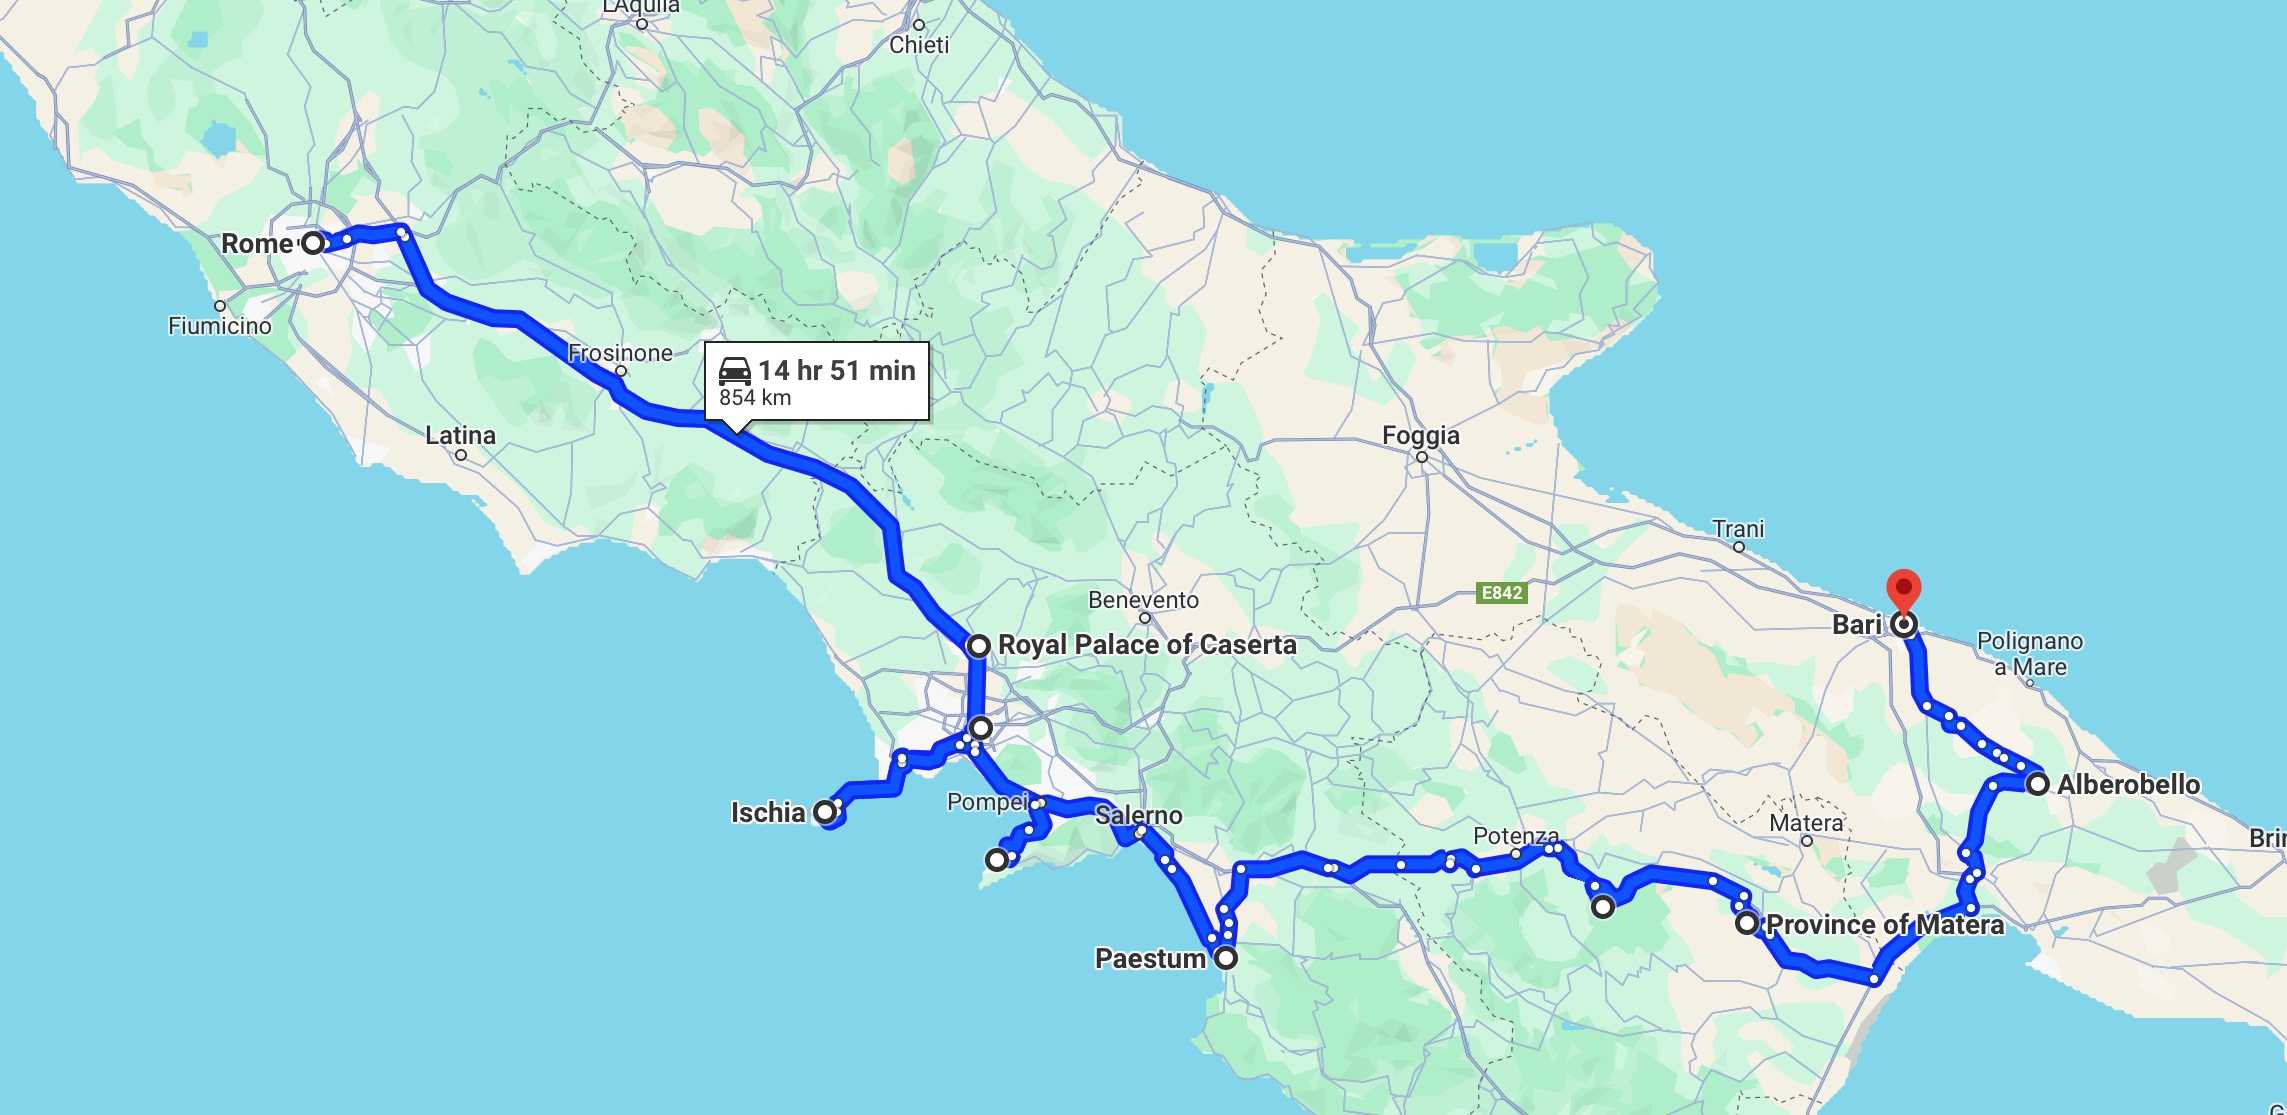 LAquila
Chieti
Rome
Fiumicino
Frosinone
14 hr 51 min
854 km
Latina
Foggia
Trani
E842
Benevento
Bari
Royal Palace of Caserta
Polignano
a Mare
Alberobello
Pompei
Ischia
Salerno
Potenza
Matera
Brin
Province of Matera
Paestum